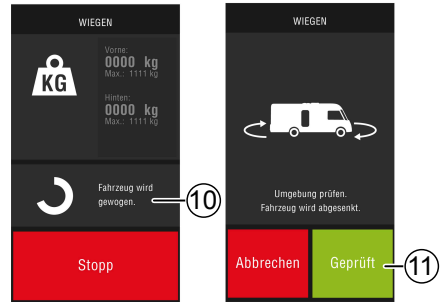 WIEGEN
KG
Vorne:
0000 kg
Max.: 1111 kg
Hinten:
0000 kg
Max.: 1111 kg
Fahrzeug wird
gewogen.
10
Stopp
WIEGEN
Umgebung prüfen.
Fahrzeug wird abgesenkt.
Abbrechen
Geprüft
11